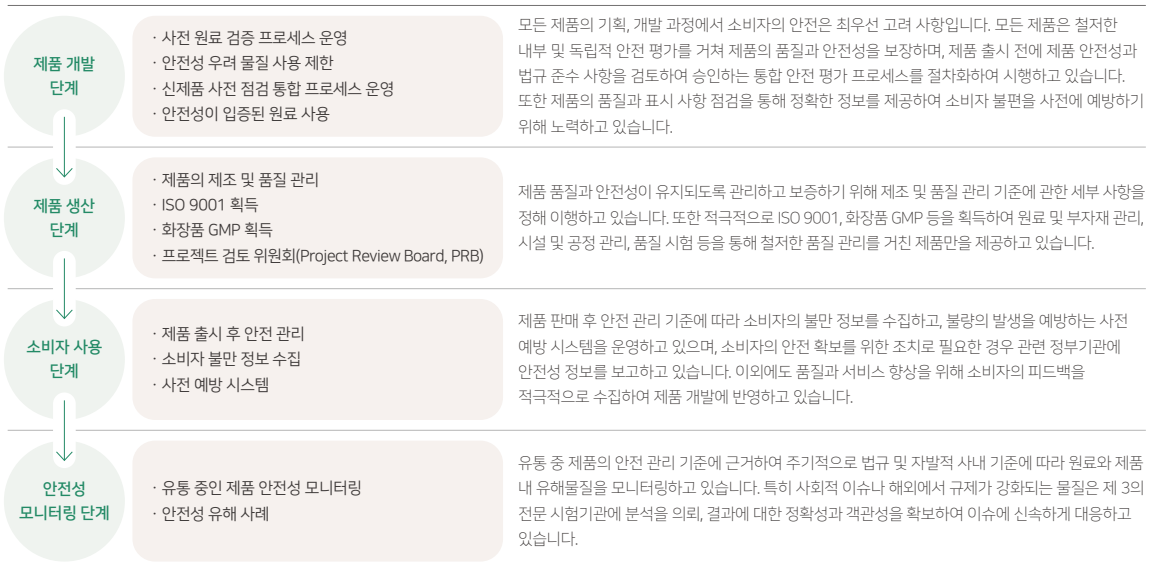 제품 개발
단계
· 사전 원료 검증 프로세스 운영
· 안전성 우려 물질 사용 제한
· 신제품 사전 점검 통합 프로세스 운영
· 안전성이 입증된 원료 사용
모든 제품의 기획, 개발 과정에서 소비자의 안전은 최우선 고려 사항입니다. 모든 제품은 철저한
내부 및 독립적 안전 평가를 거쳐 제품의 품질과 안전성을 보장하며, 제품 출시 전에 제품 안전성과
법규 준수 사항을 검토하여 승인하는 통합 안전 평가 프로세스를 절차화하여 시행하고 있습니다.
또한 제품의 품질과 표시 사항 점검을 통해 정확한 정보를 제공하여 소비자 불편을 사전에 예방하기
위해 노력하고 있습니다.
제품 생산
단계
· 제품의 제조 및 품질 관리
· ISO 9001 획득
· 화장품 GMP 획득
· 프로젝트 검토 위원회(Project Review Board, PRB)
제품 품질과 안전성이 유지되도록 관리하고 보증하기 위해 제조 및 품질 관리 기준에 관한 세부 사항을
정해 이행하고 있습니다. 또한 적극적으로 ISO 9001, 화장품 GMP 등을 획득하여 원료 및 부자재 관리,
시설 및 공정 관리, 품질 시험 등을 통해 철저한 품질 관리를 거친 제품만을 제공하고 있습니다.
소비자 사용
단계
· 제품 출시 후 안전 관리
· 소비자 불만 정보 수집
· 사전 예방 시스템
제품 판매 후 안전 관리 기준에 따라 소비자의 불만 정보를 수집하고, 불량의 발생을 예방하는 사전
예방 시스템을 운영하고 있으며, 소비자의 안전 확보를 위한 조치로 필요한 경우 관련 정부기관에
안전성 정보를 보고하고 있습니다. 이외에도 품질과 서비스 향상을 위해 소비자의 피드백을
적극적으로 수집하여 제품 개발에 반영하고 있습니다.
안전성
모니터링 단계
· 유통 중인 제품 안전성 모니터링
· 안전성 유해 사례
유통 중 제품의 안전 관리 기준에 근거하여 주기적으로 법규 및 자발적 사내 기준에 따라 원료와 제품
내 유해물질을 모니터링하고 있습니다. 특히 사회적 이슈나 해외에서 규제가 강화되는 물질은 제 3의
전문 시험기관에 분석을 의뢰, 결과에 대한 정확성과 객관성을 확보하여 이슈에 신속하게 대응하고
있습니다.